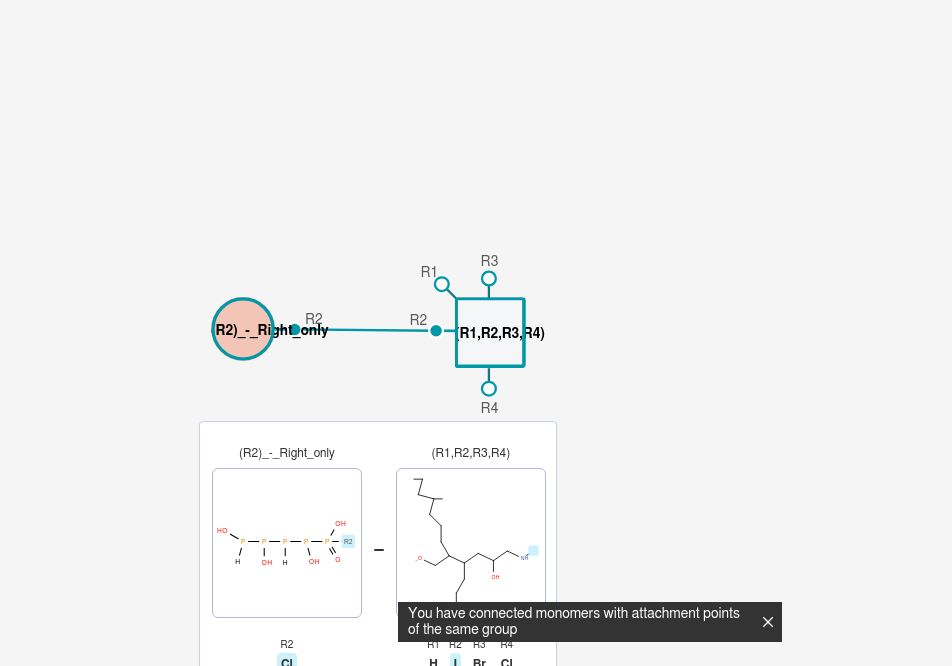 R3
R1
R2
R2
(R2)_-_Right_only
(R1,R2,R3,R4)
R4
(R2)_-_Right_only
(R1,R2,R3,R4)
OH
HO
P P P P P R2
H OH H OH O
O
NH
OH
You have connected monomers with attachment points
of the same group
R2
R1 R2 R3 R4
Cl
H I Br Cl